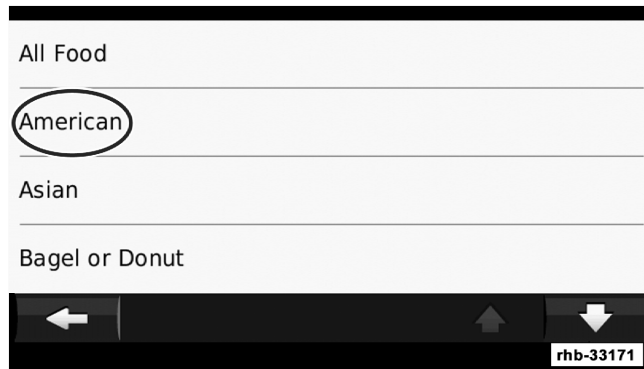 All Food
American
Asian
Bagel or Donut
rhb-33171